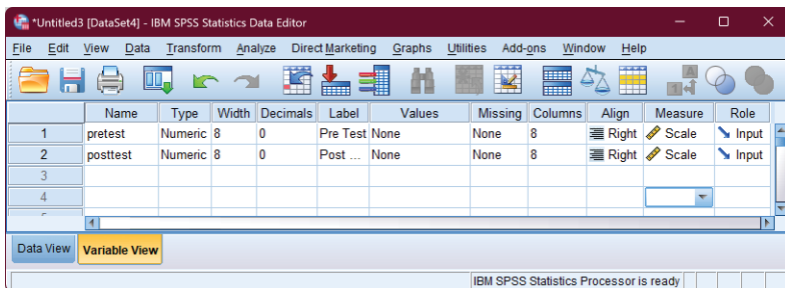 *Untitled3 [DataSet4] - IBM SPSS Statistics Data Editor
File Edit View Data Transform Analyze Direct Marketing Graphs Utilities Add-ons Window Help
Name Type Width Decimals Label Values Missing Columns Align Measure Role
1 pretest Numeric 8 0 Pre Test None None 8 Right Scale Input
2 posttest Numeric 8 0 Post ... None None 8 Right Scale Input
3
4
Data View Variable View
IBM SPSS Statistics Processor is ready